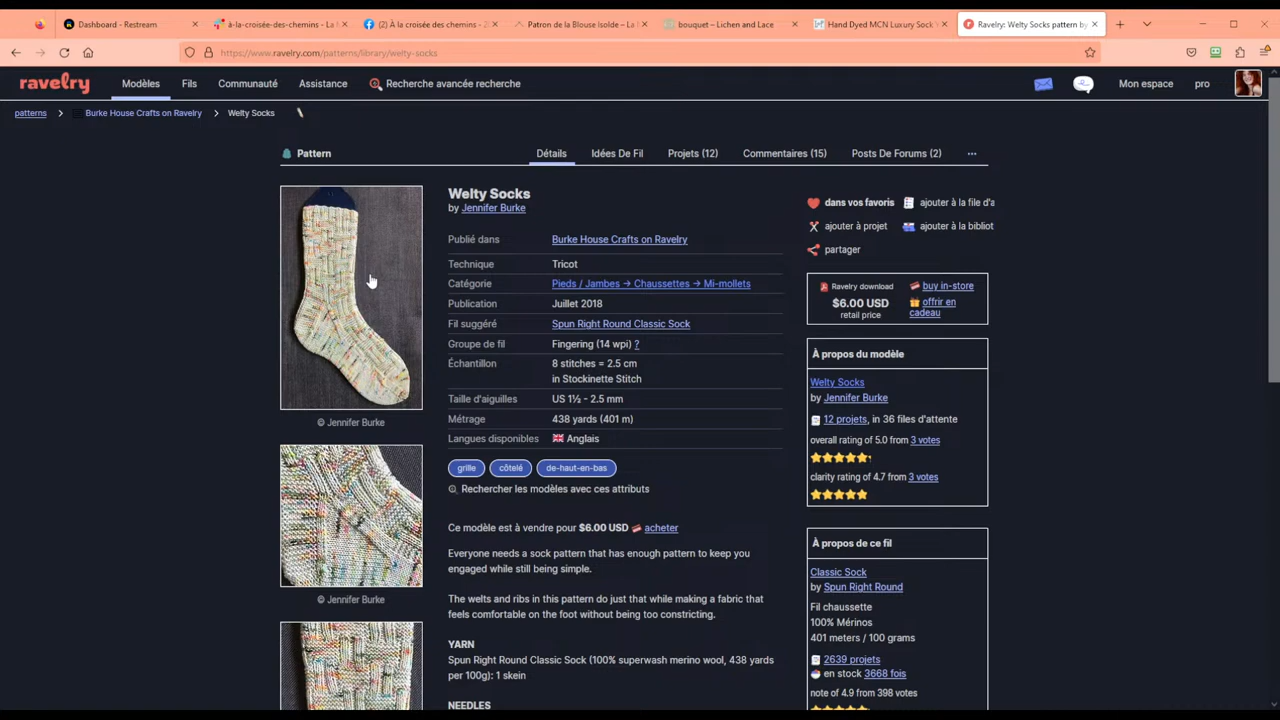 Dashboard - Restream
à-la-croisée-des-chemins - La M
(2) À la croisée des chemins - 2
Patron de la Blouse Isolde – La M
bouquet – Lichen and Lace
Hand Dyed MCN Luxury Sock Y
Ravelry: Welty Socks pattern by
https://www.ravelry.com/patterns/library/welty-socks
ravelry Modèles Fils Communauté Assistance Recherche avancée recherche Mon espace pro
patterns > Burke House Crafts on Ravelry > Welty Socks
Pattern Détails Idées De Fil Projets (12) Commentaires (15) Posts De Forums (2) ...
Welty Socks
by Jennifer Burke
Publié dans Burke House Crafts on Ravelry
Technique Tricot
Catégorie Pieds / Jambes → Chaussettes → Mi-mollets
Publication Juillet 2018
Fil suggéré Spun Right Round Classic Sock
Groupe de fil Fingering (14 wpi) ?
Échantillon 8 stitches = 2.5 cm
in Stockinette Stitch
Taille d'aiguilles US 1½ - 2.5 mm
Métrage 438 yards (401 m)
Langues disponibles Anglais
grille côtelé de-haut-en-bas
Rechercher les modèles avec ces attributs
Ce modèle est à vendre pour $6.00 USD acheter
Everyone needs a sock pattern that has enough pattern to keep you
engaged while still being simple.
The welts and ribs in this pattern do just that while making a fabric that
feels comfortable on the foot without being too constricting.
YARN
Spun Right Round Classic Sock (100% superwash merino wool, 438 yards
per 100g): 1 skein
NEEDLES
© Jennifer Burke
© Jennifer Burke
dans vos favoris ajouter à la file d'a
ajouter à projet ajouter à la bibliot
partager
Ravelry download
$6.00 USD
retail price
buy in-store
offrir en
cadeau
À propos du modèle
Welty Socks
by Jennifer Burke
12 projets, in 36 files d'attente
overall rating of 5.0 from 3 votes
clarity rating of 4.7 from 3 votes
À propos de ce fil
Classic Sock
by Spun Right Round
Fil chaussette
100% Mérinos
401 meters / 100 grams
2639 projets
en stock 3668 fois
note of 4.9 from 398 votes